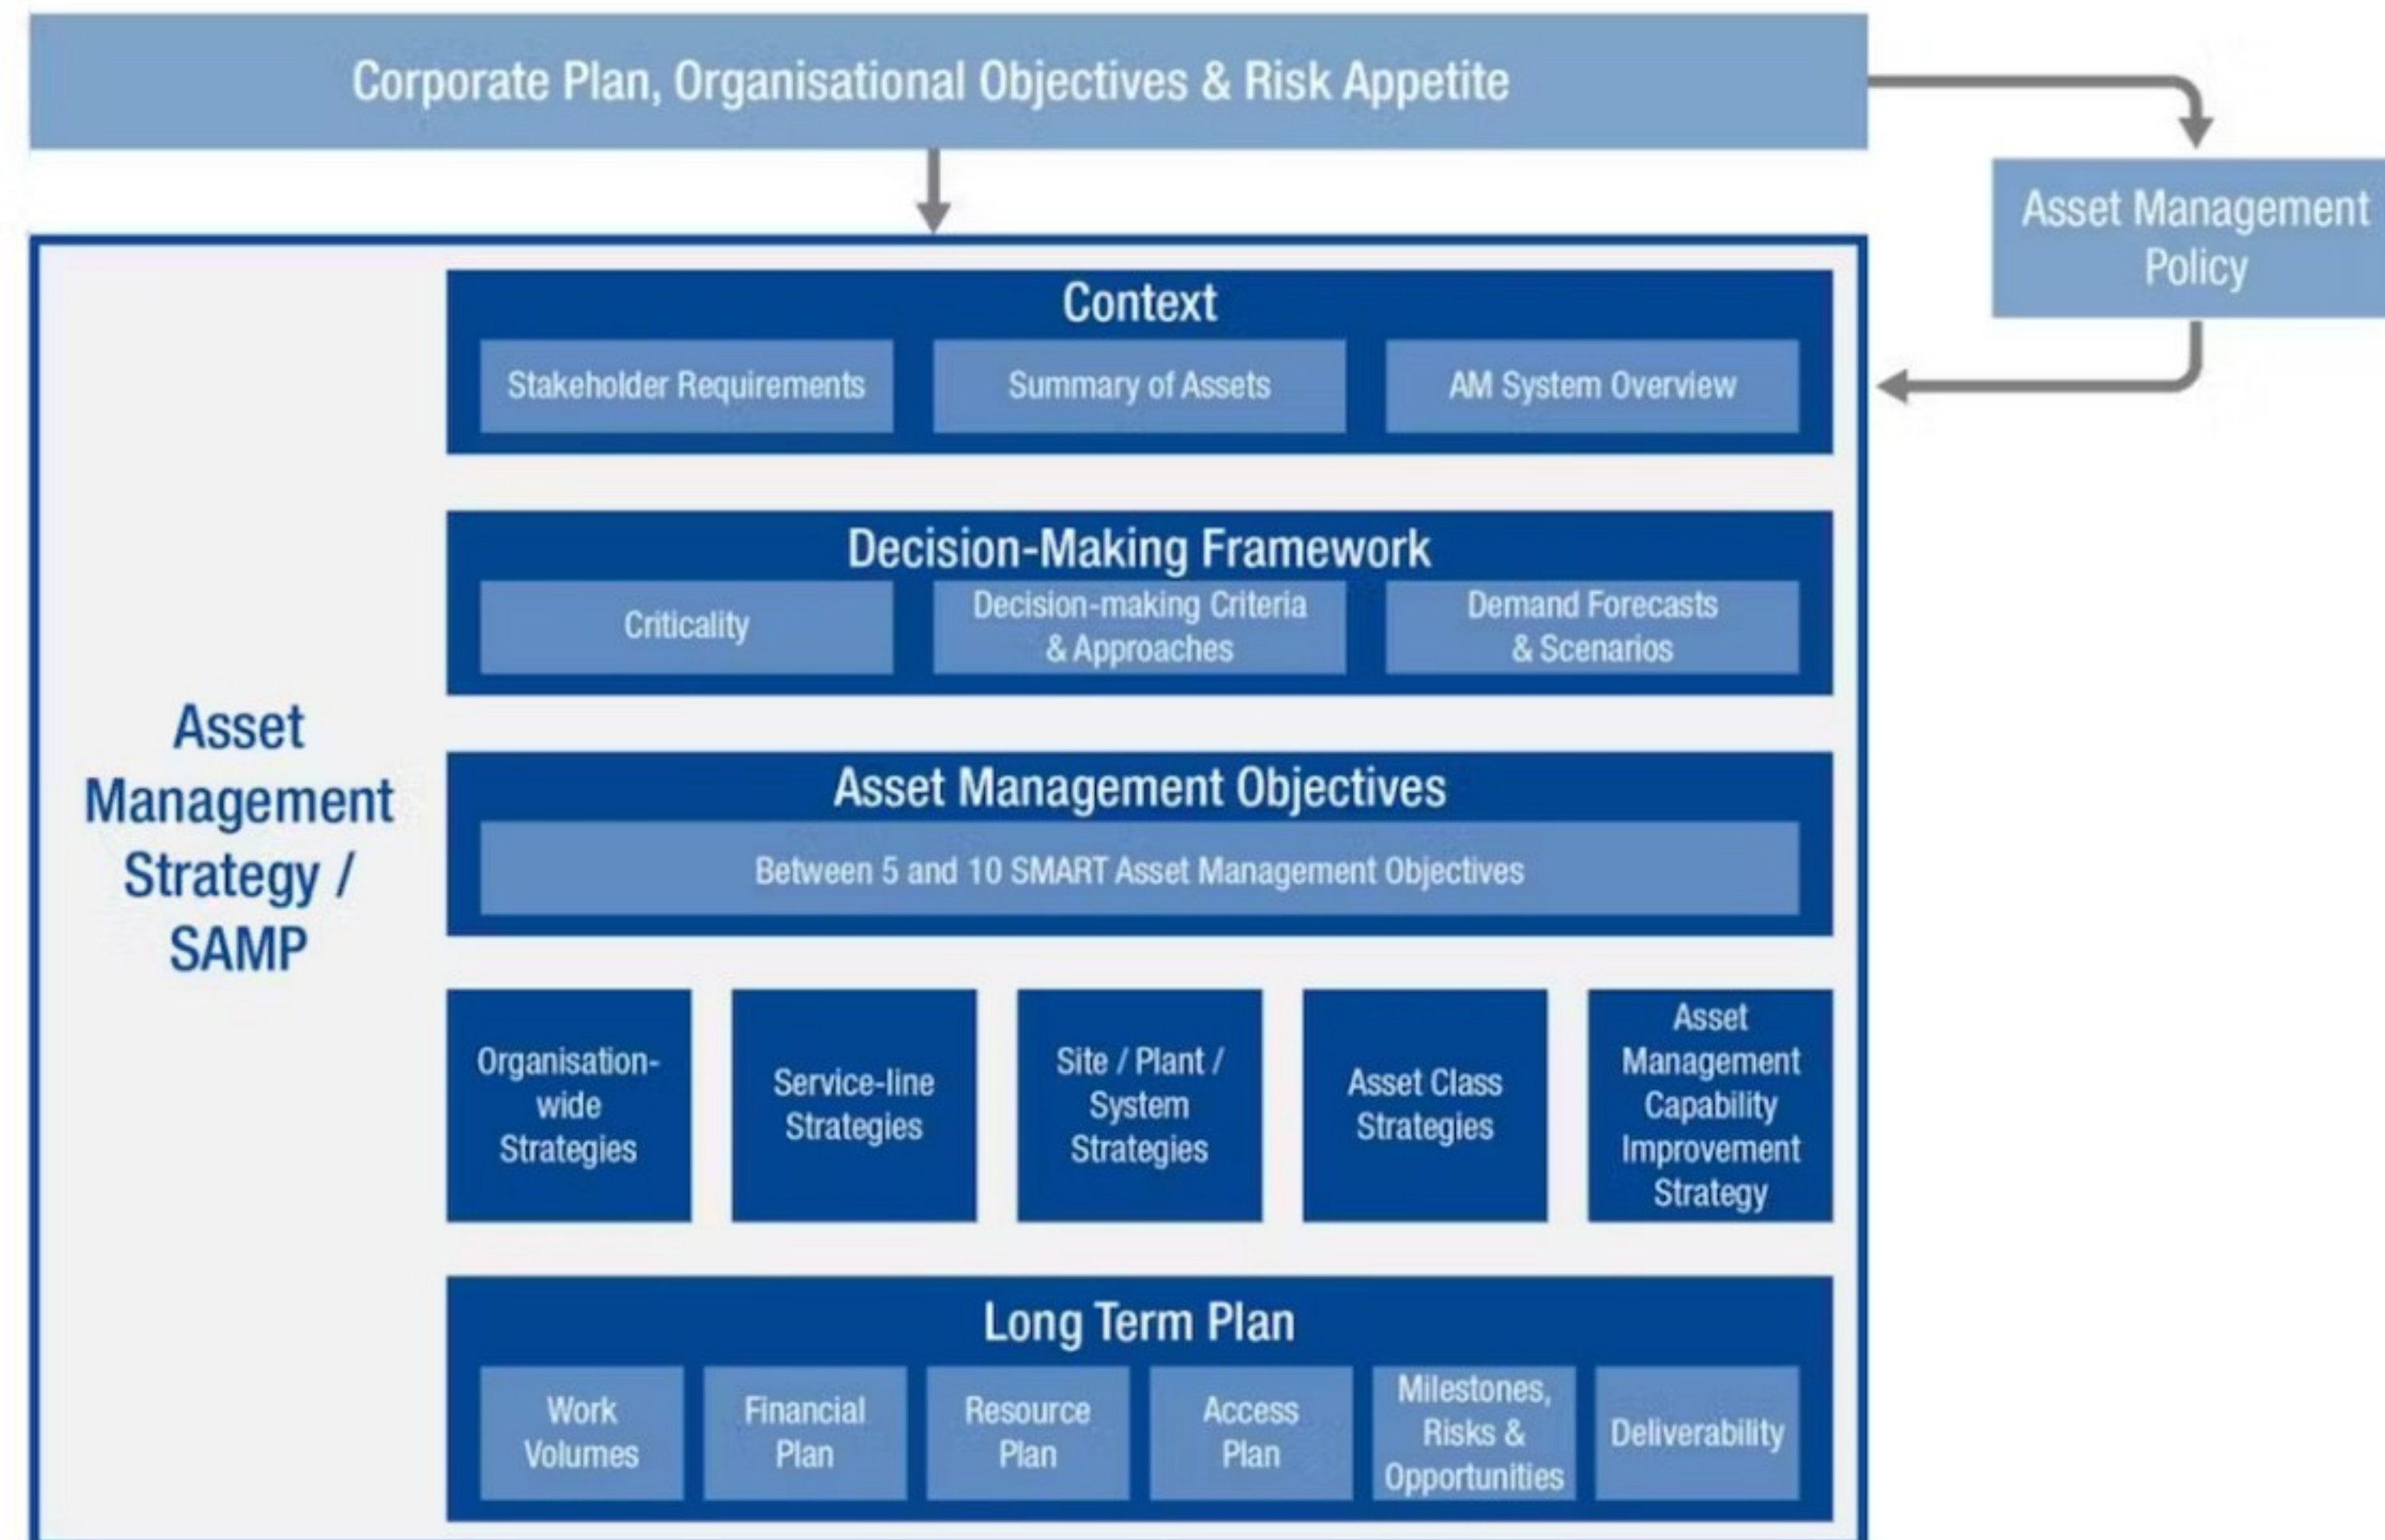 Corporate Plan, Organisational Objectives & Risk Appetite
Asset Management
Policy
Asset
Management
Strategy /
SAMP
Context
Stakeholder Requirements
Summary of Assets
AM System Overview
Decision-Making Framework
Criticality
Decision-making Criteria
& Approaches
Demand Forecasts
& Scenarios
Asset Management Objectives
Between 5 and 10 SMART Asset Management Objectives
Organisation-
wide
Strategies
Service-line
Strategies
Site / Plant /
System
Strategies
Asset Class
Strategies
Asset
Management
Capability
Improvement
Strategy
Long Term Plan
Work
Volumes
Financial
Plan
Resource
Plan
Access
Plan
Milestones,
Risks &
Opportunities
Deliverability